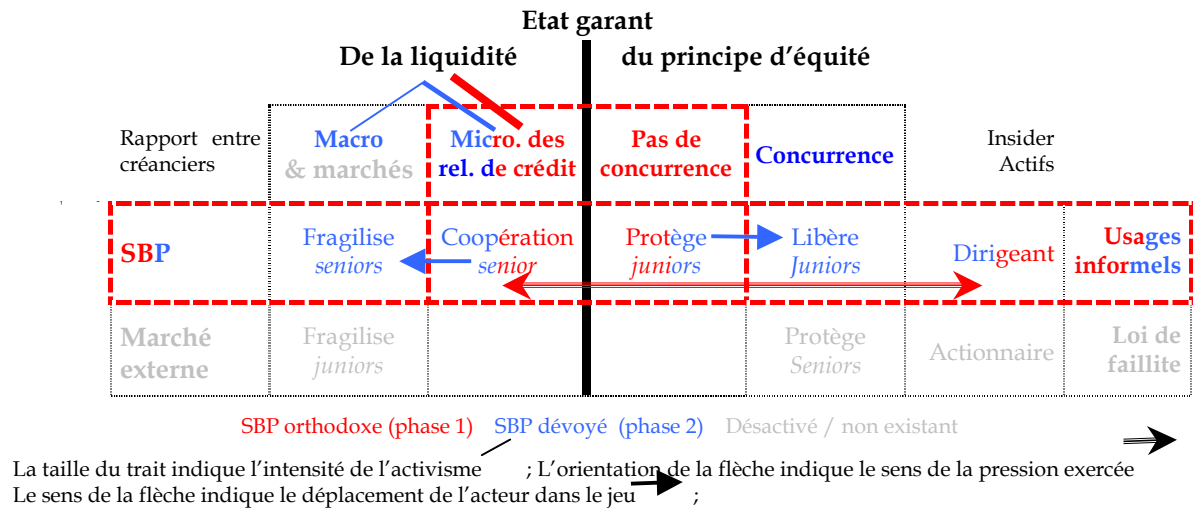 Etat garant
De la liquidité du principe d'équité
Rapport entre créanciers
Macro & marchés
Micro. des rel. de crédit
Pas de concurrence
Concurrence
Insider Actifs
SBP
Fragilise seniors
Coopération senior
Protège juniors
Libère Juniors
Dirigeant
Usages informels
Marché externe
Fragilise juniors
Protège Seniors
Actionnaire
Loi de faillite
SBP orthodoxe (phase 1) SBP dévoyé (phase 2) Désactivé / non existant
La taille du trait indique l'intensité de l'activisme ; L'orientation de la flèche indique le sens de la pression exercée
Le sens de la flèche indique le déplacement de l'acteur dans le jeu ;